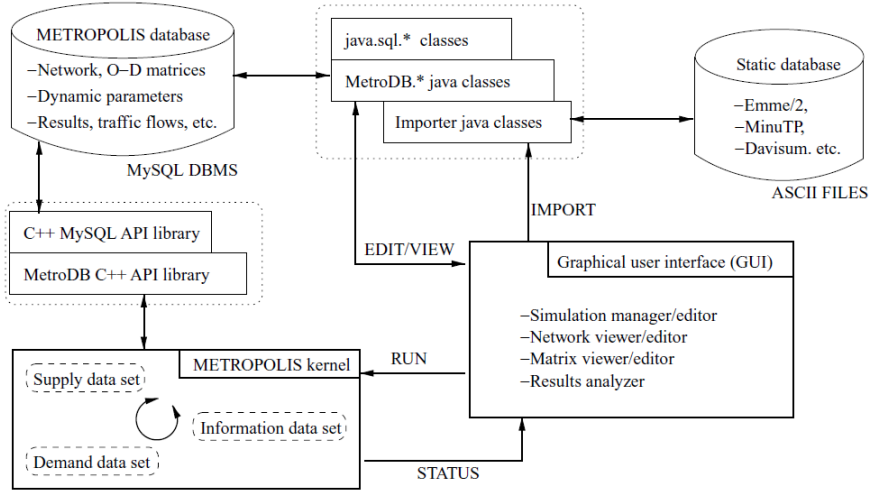 METROPOLIS database
−Network, O−D matrices
−Dynamic parameters
−Results, traffic flows, etc.
MySQL DBMS
java.sql.* classes
MetroDB.* java classes
Importer java classes
Static database
−Emme/2,
−MinuTP,
−Davisum. etc.
ASCII FILES
C++ MySQL API library
MetroDB C++ API library
EDIT/VIEW
IMPORT
Graphical user interface (GUI)
−Simulation manager/editor
−Network viewer/editor
−Matrix viewer/editor
−Results analyzer
METROPOLIS kernel
Supply data set
Information data set
Demand data set
RUN
STATUS